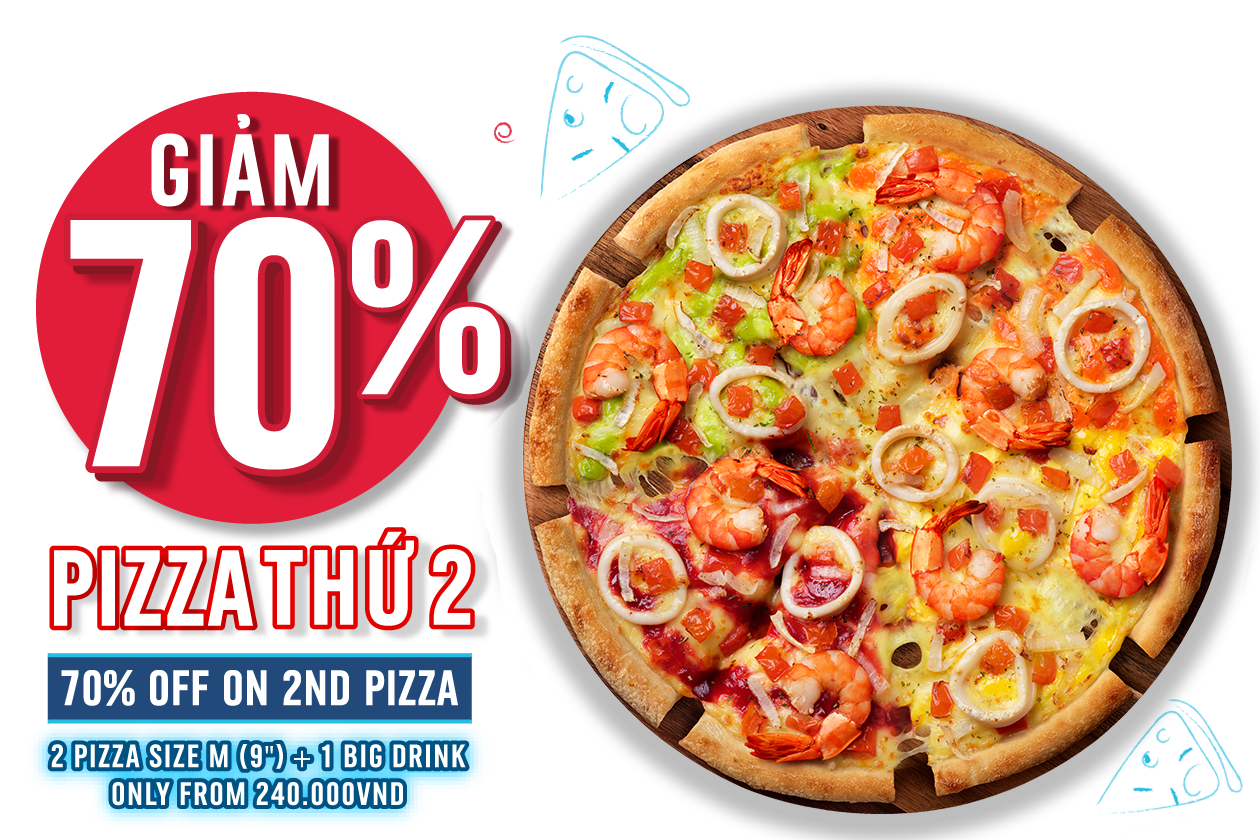 GIẢM
70%
PIZZA THỨ 2
70% OFF ON 2ND PIZZA
2 PIZZA SIZE M (9") + 1 BIG DRINK
ONLY FROM 240.000VND